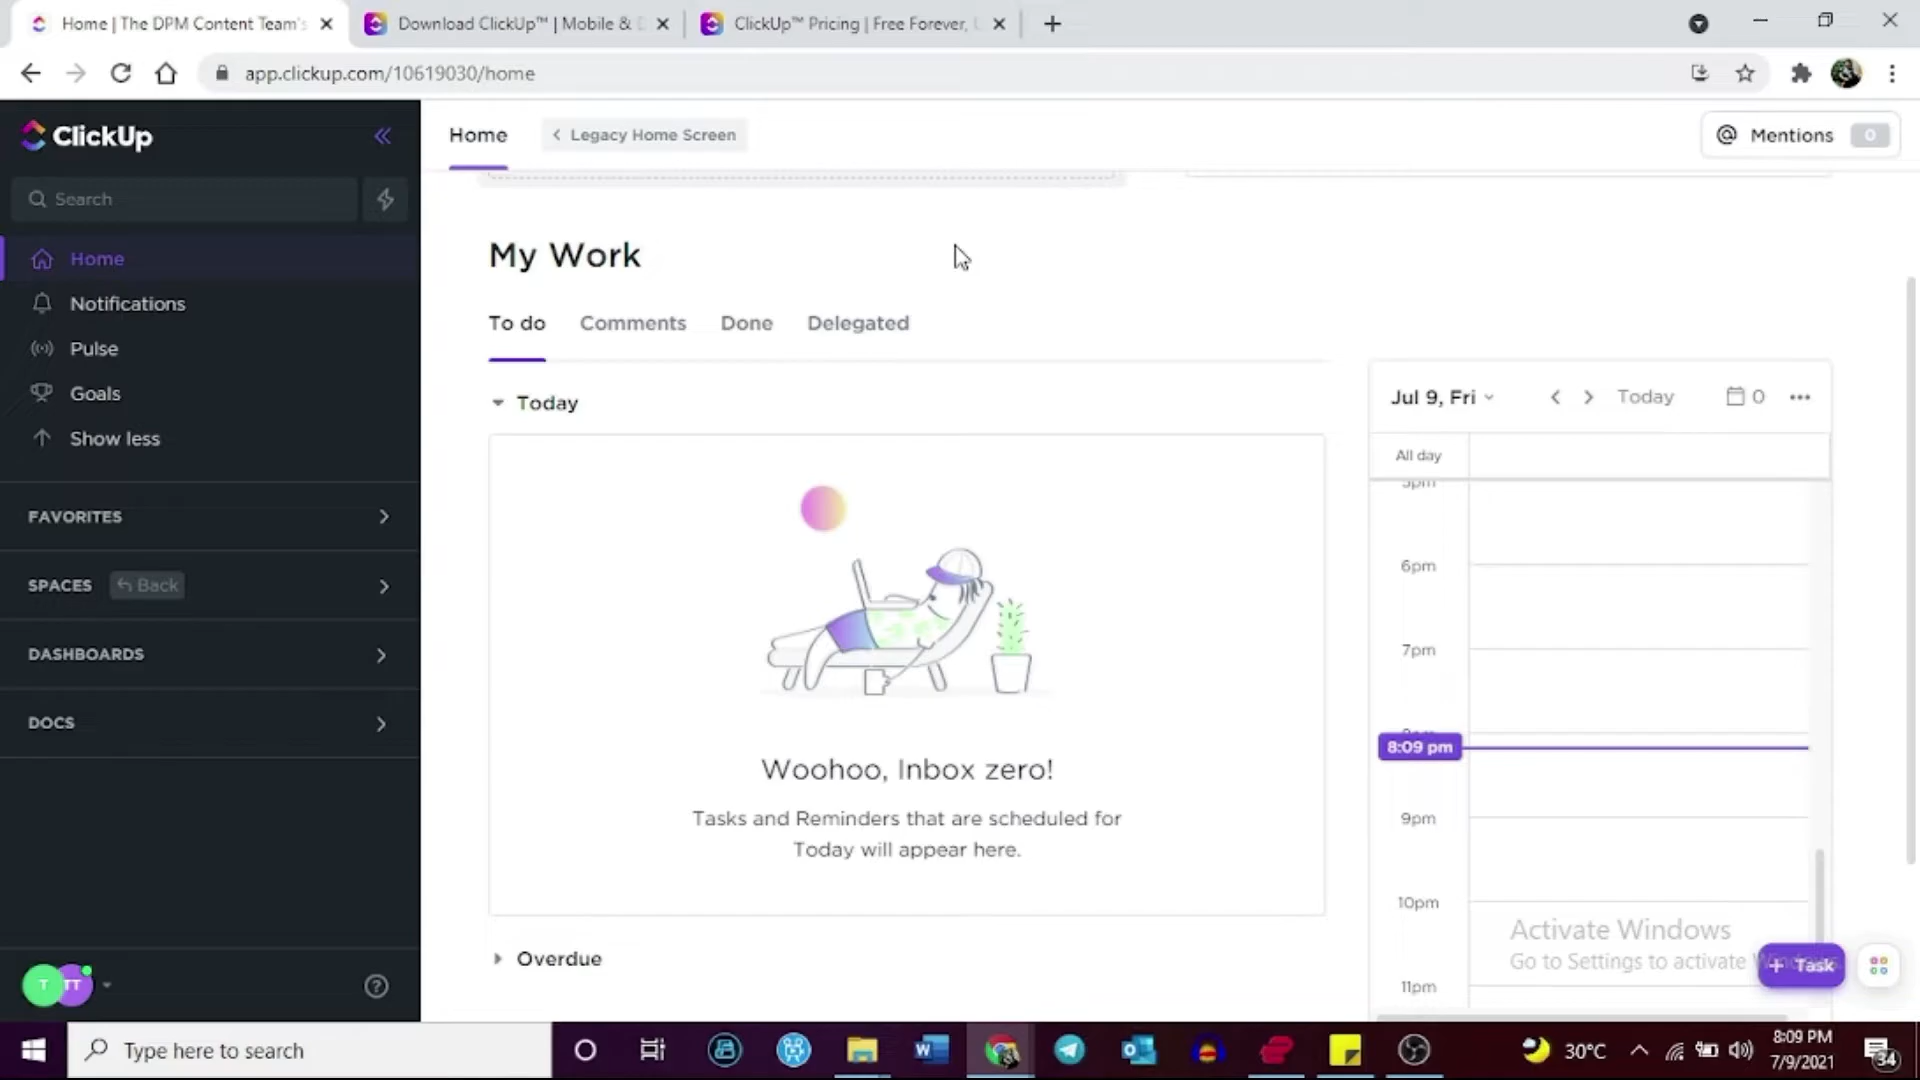 Home | The DPM Content Team's
Download ClickUp™ | Mobile & D
ClickUp™ Pricing | Free Forever, U
app.clickup.com/10619030/home
ClickUp
Search
Home
Notifications
Pulse
Goals
Show less
FAVORITES
SPACES
Back
DASHBOARDS
DOCS
T
TT
Home
Legacy Home Screen
Mentions
0
My Work
To do
Comments
Done
Delegated
Today
Woohoo, Inbox zero!
Tasks and Reminders that are scheduled for
Today will appear here.
Overdue
Jul 9, Fri
Today
0
All day
5pm
6pm
7pm
8:09 pm
9pm
10pm
11pm
Activate Windows
Go to Settings to activate
+ Task
Type here to search
30°C
8:09 PM
7/9/2021
34